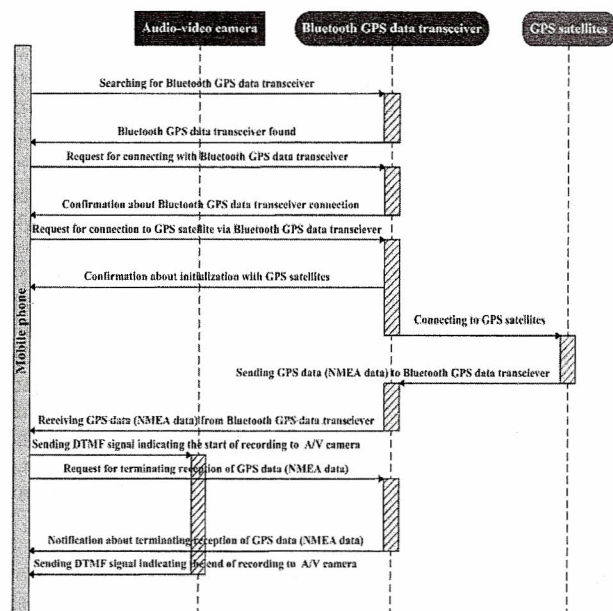 Audio-video camera
Bluetooth GPS data transceiver
GPS satellites
Searching for Bluetooth GPS data transceiver
Bluetooth GPS data transceiver found
Request for connecting with Bluetooth GPS data transceiver
Confirmation about Bluetooth GPS data transceiver connection
Request for connection to GPS satellite via Bluetooth GPS data transciever
Confirmation about initialization with GPS satellites
Mobile phone
Connecting to GPS satellites
Sending GPS data (NMEA data) to Bluetooth GPS data transciever
Receiving GPS data (NMEA data) from Bluetooth GPS data transciever
Sending DTMF signal indicating the start of recording to A/V camera
Request for terminating reception of GPS data (NMEA data)
Notification about terminating reception of GPS data (NMEA data)
Sending DTMF signal indicating the end of recording to A/V camera